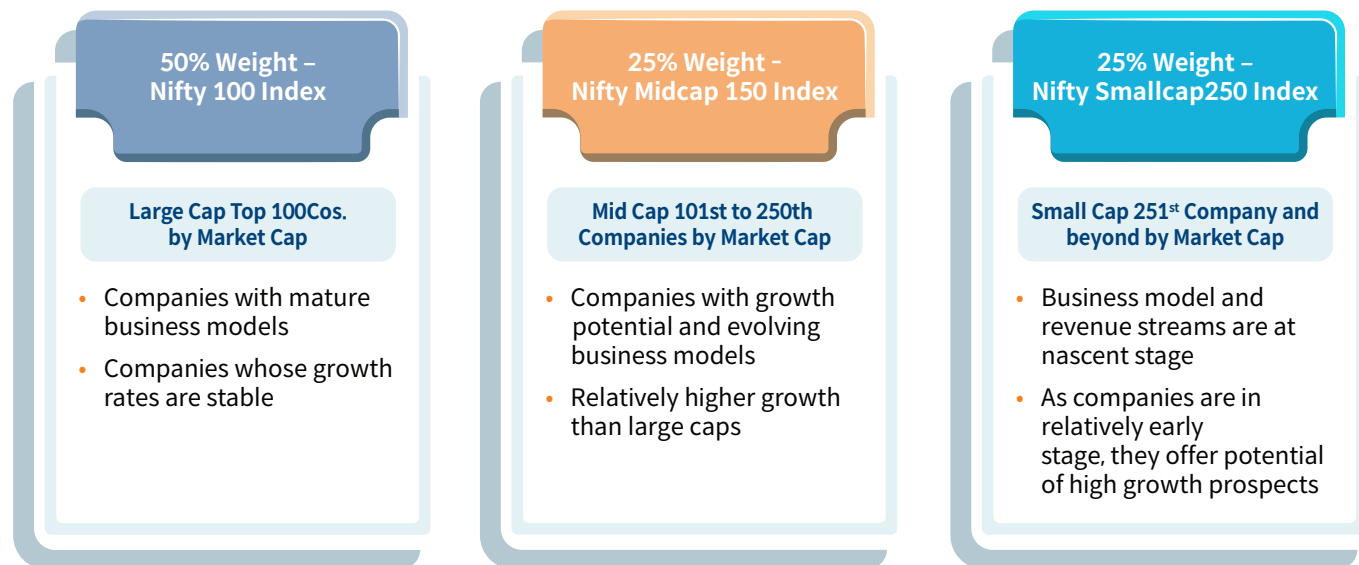 50% Weight –
Nifty 100 Index
Large Cap Top 100Cos.
by Market Cap
• Companies with mature
business models
• Companies whose growth
rates are stable
25% Weight -
Nifty Midcap 150 Index
Mid Cap 101st to 250th
Companies by Market Cap
• Companies with growth
potential and evolving
business models
• Relatively higher growth
than large caps
25% Weight –
Nifty Smallcap250 Index
Small Cap 251st Company and
beyond by Market Cap
• Business model and
revenue streams are at
nascent stage
• As companies are in
relatively early
stage, they offer potential
of high growth prospects